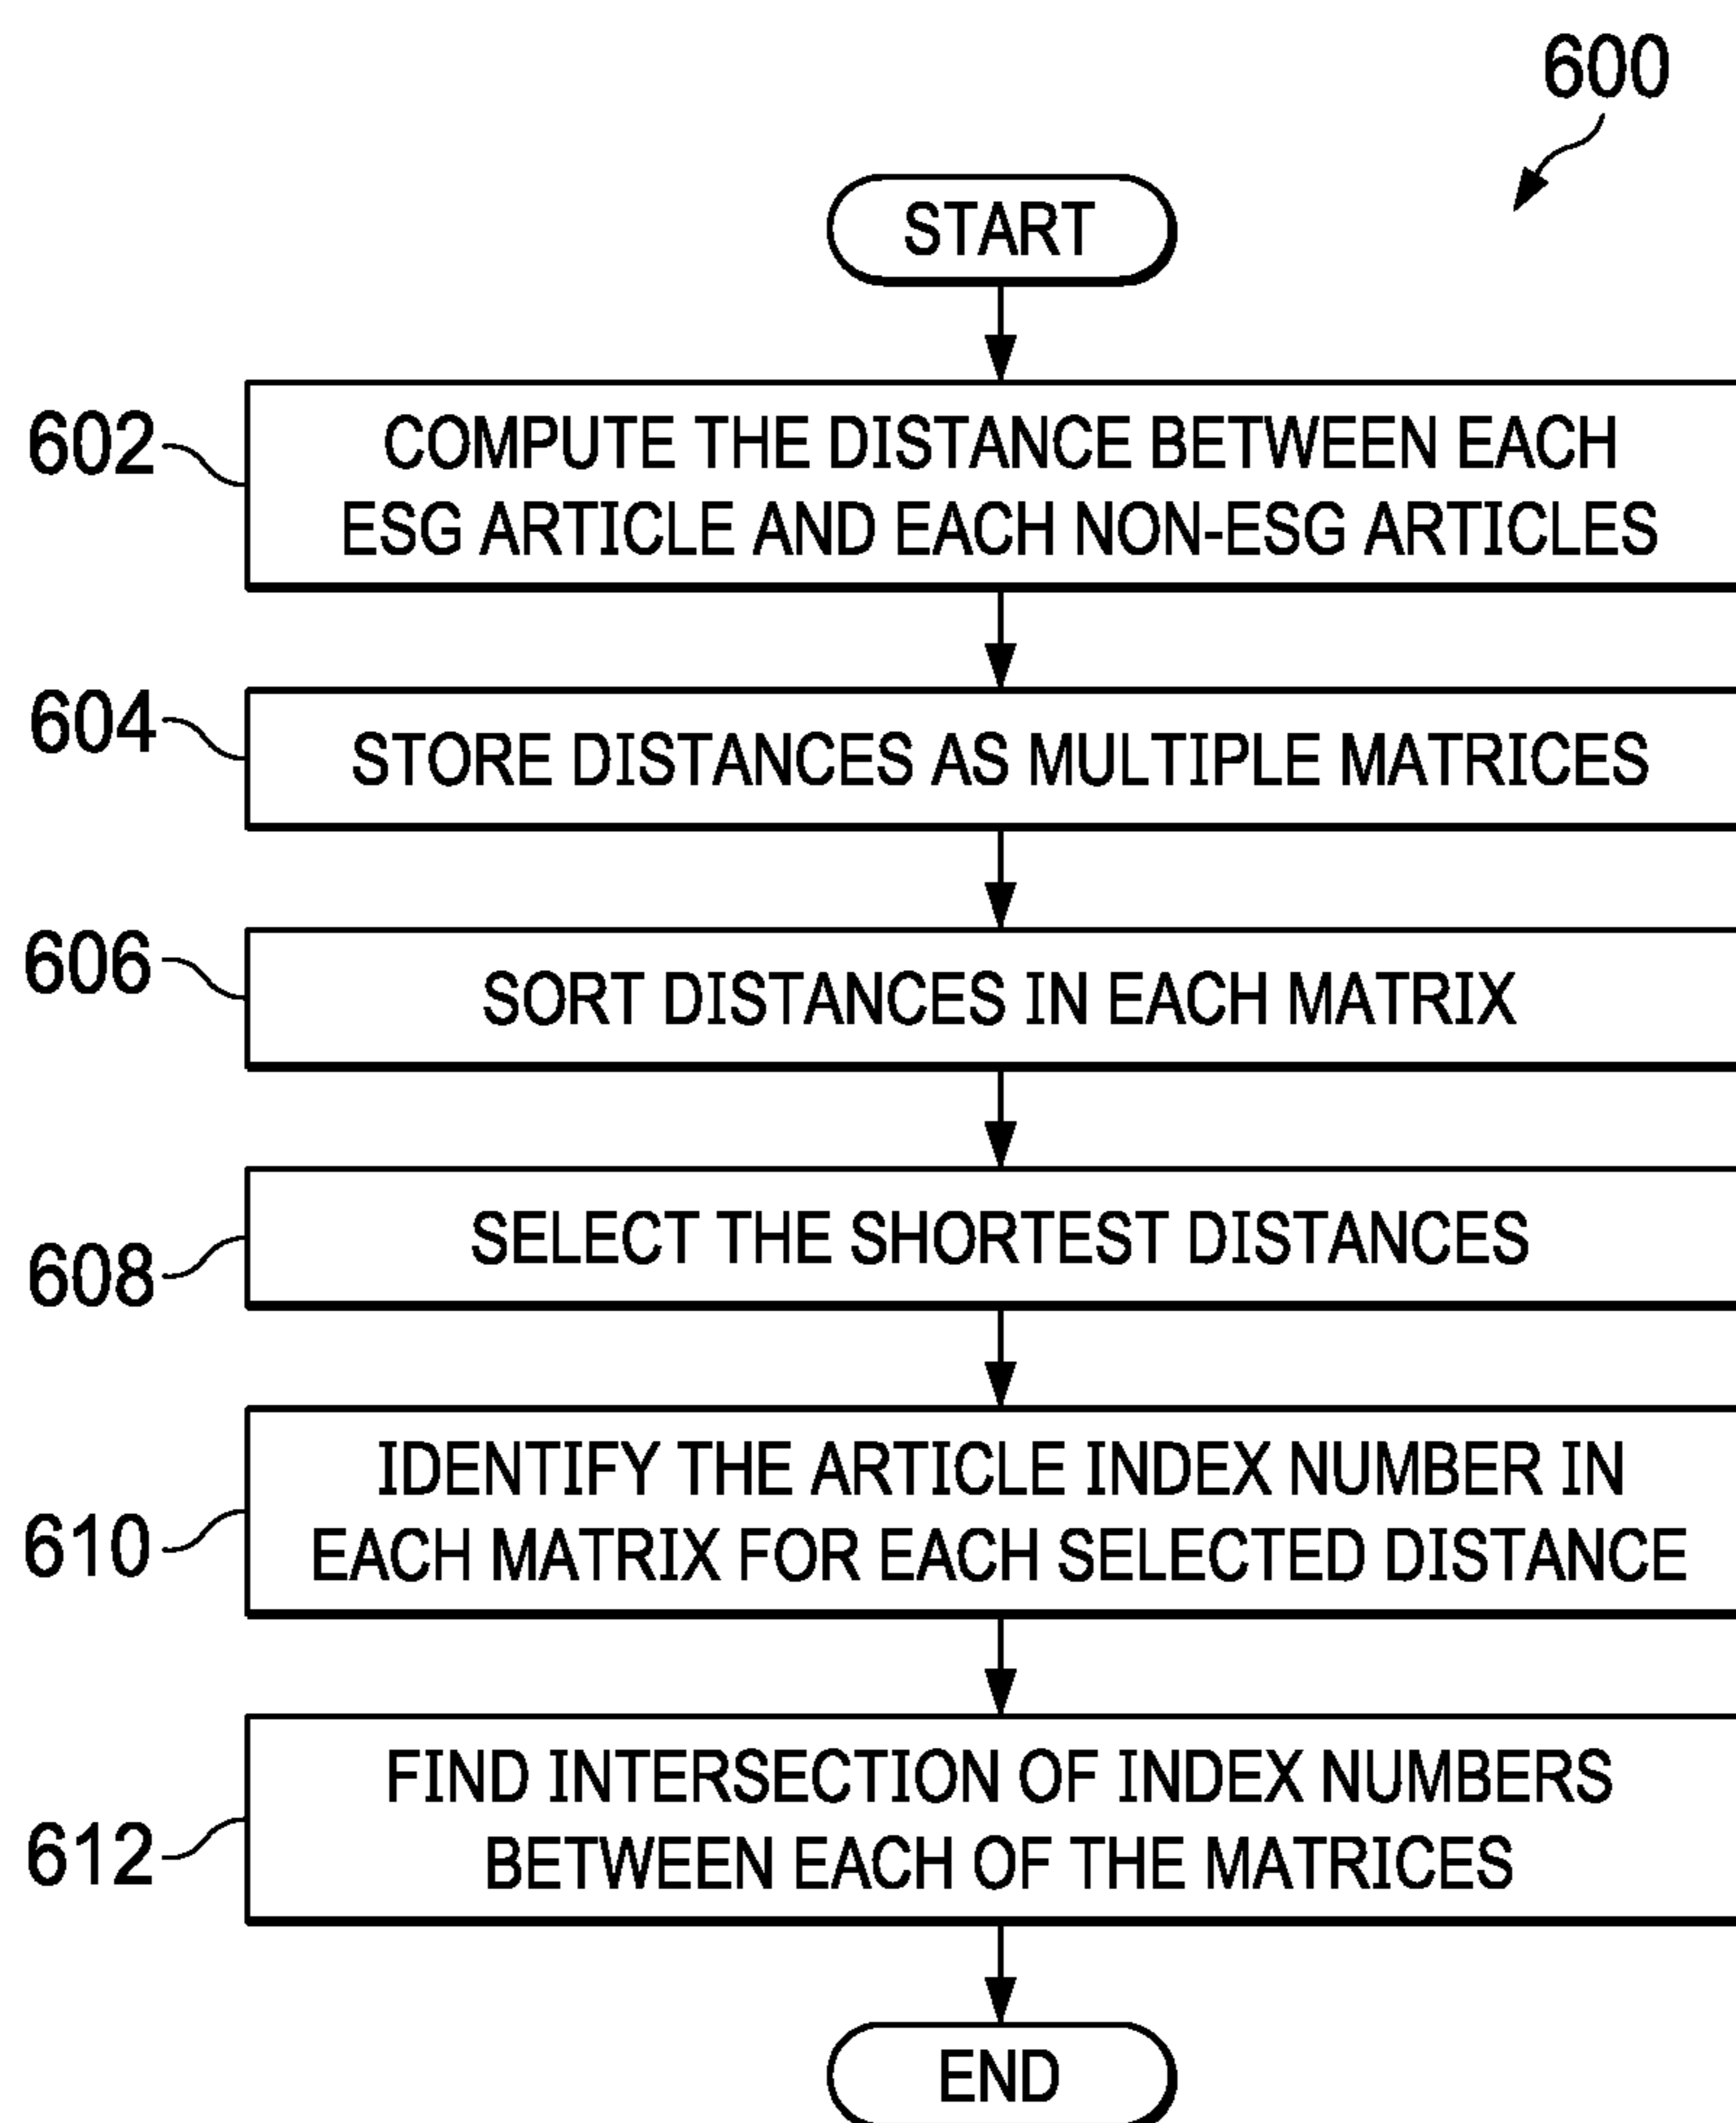 600
START
602
COMPUTE THE DISTANCE BETWEEN EACH
ESG ARTICLE AND EACH NON-ESG ARTICLES
604
STORE DISTANCES AS MULTIPLE MATRICES
606
SORT DISTANCES IN EACH MATRIX
608
SELECT THE SHORTEST DISTANCES
610
IDENTIFY THE ARTICLE INDEX NUMBER IN
EACH MATRIX FOR EACH SELECTED DISTANCE
612
FIND INTERSECTION OF INDEX NUMBERS
BETWEEN EACH OF THE MATRICES
END